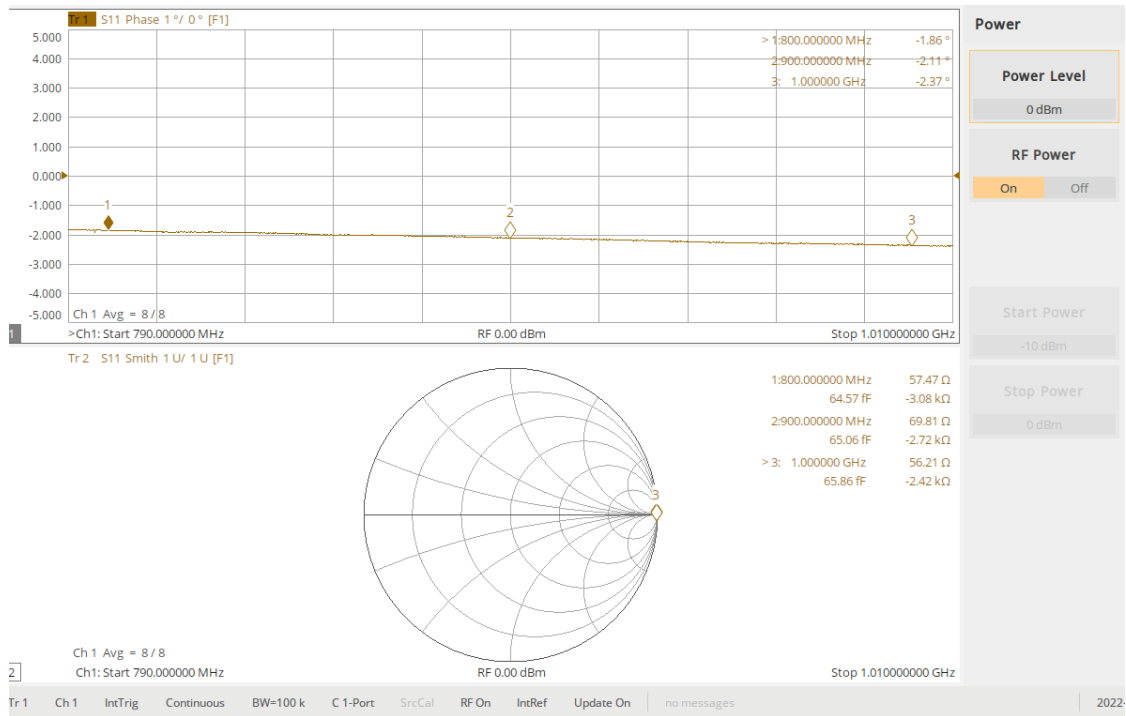 Tr 1 S11 Phase 1 °/ 0 ° [F1]
5.000
4.000
3.000
2.000
1.000
0.000
-1.000
-2.000
-3.000
-4.000
-5.000
> 1:800.000000 MHz -1.86 °
2:900.000000 MHz -2.11 °
3: 1.000000 GHz -2.37 °
1
2
3
Ch 1 Avg = 8 / 8
1
>Ch1: Start 790.000000 MHz RF 0.00 dBm Stop 1.010000000 GHz
Tr 2 S11 Smith 1 U/ 1 U [F1]
1:800.000000 MHz 57.47 Ω
64.57 fF -3.08 kΩ
2:900.000000 MHz 69.81 Ω
65.06 fF -2.72 kΩ
> 3: 1.000000 GHz 56.21 Ω
65.86 fF -2.42 kΩ
3
Ch 1 Avg = 8 / 8
2
Ch1: Start 790.000000 MHz RF 0.00 dBm Stop 1.010000000 GHz
Power
Power Level
0 dBm
RF Power
On Off
Start Power
-10 dBm
Stop Power
0 dBm
Tr 1 Ch 1 IntTrig Continuous BW=100 k C 1-Port SrcCal RF On IntRef Update On no messages 2022-